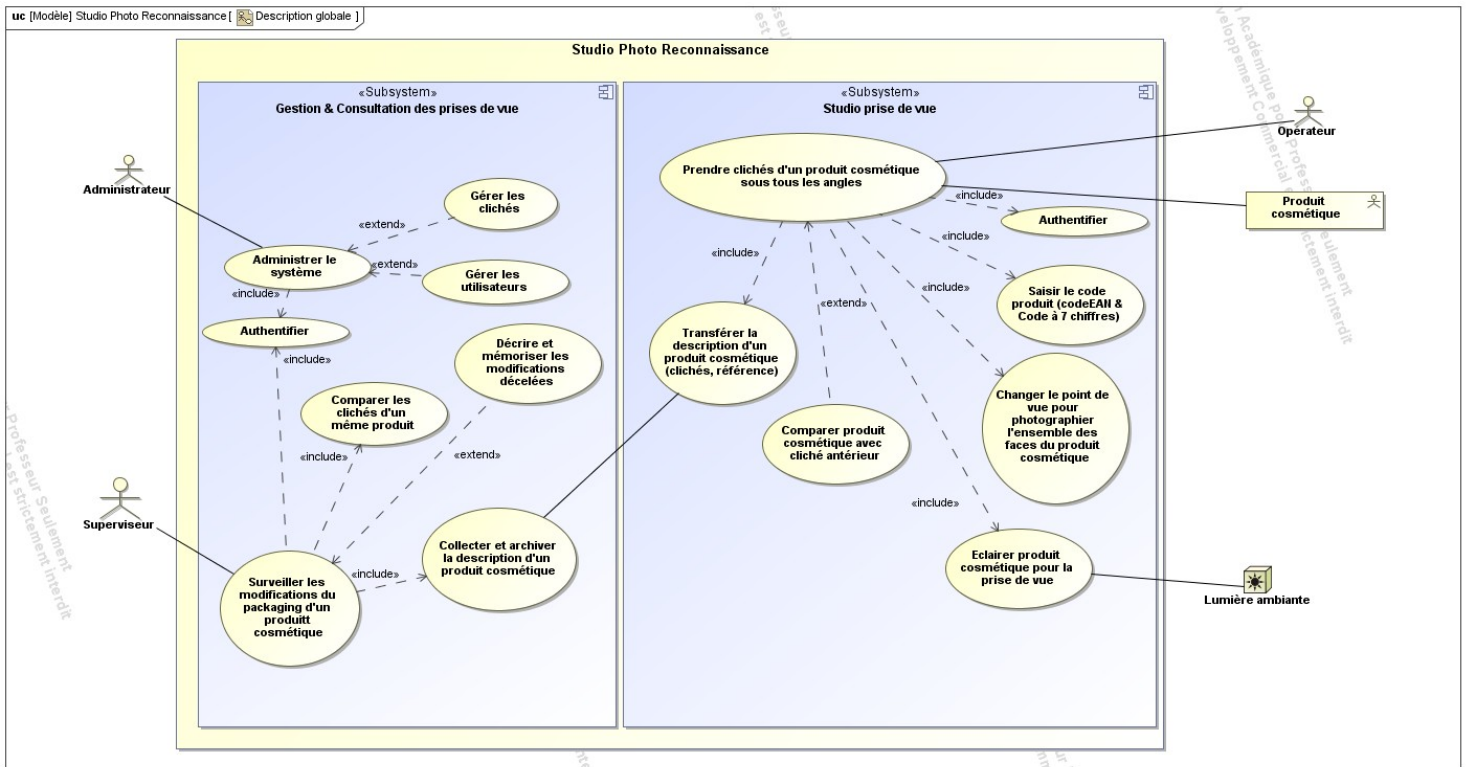 uc [Modèle] Studio Photo Reconnaissance [ Description globale ]
Studio Photo Reconnaissance
«Subsystem»
Gestion & Consultation des prises de vue
Administrateur
Gérer les
clichés
«extend»
Administrer le
système
«extend»
Gérer les
utilisateurs
«include»
Authentifier
«include»
Décrire et
mémoriser les
modifications
décelées
Comparer les
clichés d'un
même produit
«include»
«extend»
Superviseur
Collecter et archiver
la description d'un
produit cosmétique
«include»
Surveiller les
modifications du
packaging d'un
produitt
cosmétique
«Subsystem»
Studio prise de vue
Operateur
Prendre clichés d'un produit cosmétique
sous tous les angles
Produit
cosmétique
«include»
Authentifier
«include»
«include»
Saisir le code
produit (codeEAN &
Code à 7 chiffres)
«include»
«extend»
Transférer la
description d'un
produit cosmétique
(clichés, référence)
Changer le point de
vue pour
photographier
l'ensemble des
faces du produit
cosmétique
Comparer produit
cosmétique avec
cliché antérieur
«include»
Eclairer produit
cosmétique pour la
prise de vue
Lumière ambiante
Professeur Seulement
est strictement interdit